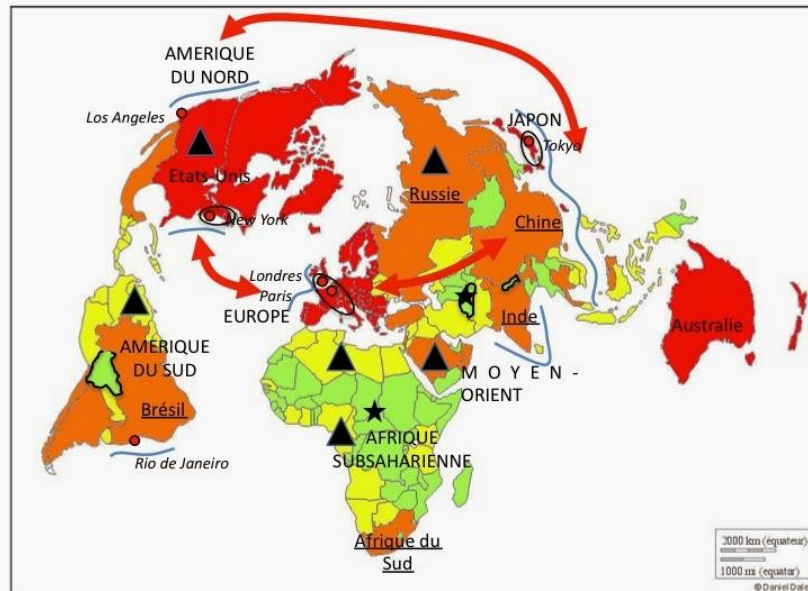 AMERIQUE
DU NORD
Los Angeles
JAPON
Tokyo
Etats-Unis
Russie
Chine
New York
Londres
Paris
EUROPE
Inde
Australie
AMERIQUE
DU SUD
MOYEN-
ORIENT
Brésil
AFRIQUE
SUBSAHARIENNE
Rio de Janeiro
Afrique du
Sud
2000 km (équateur)
1000 mi (equator)
© Daniel Dale